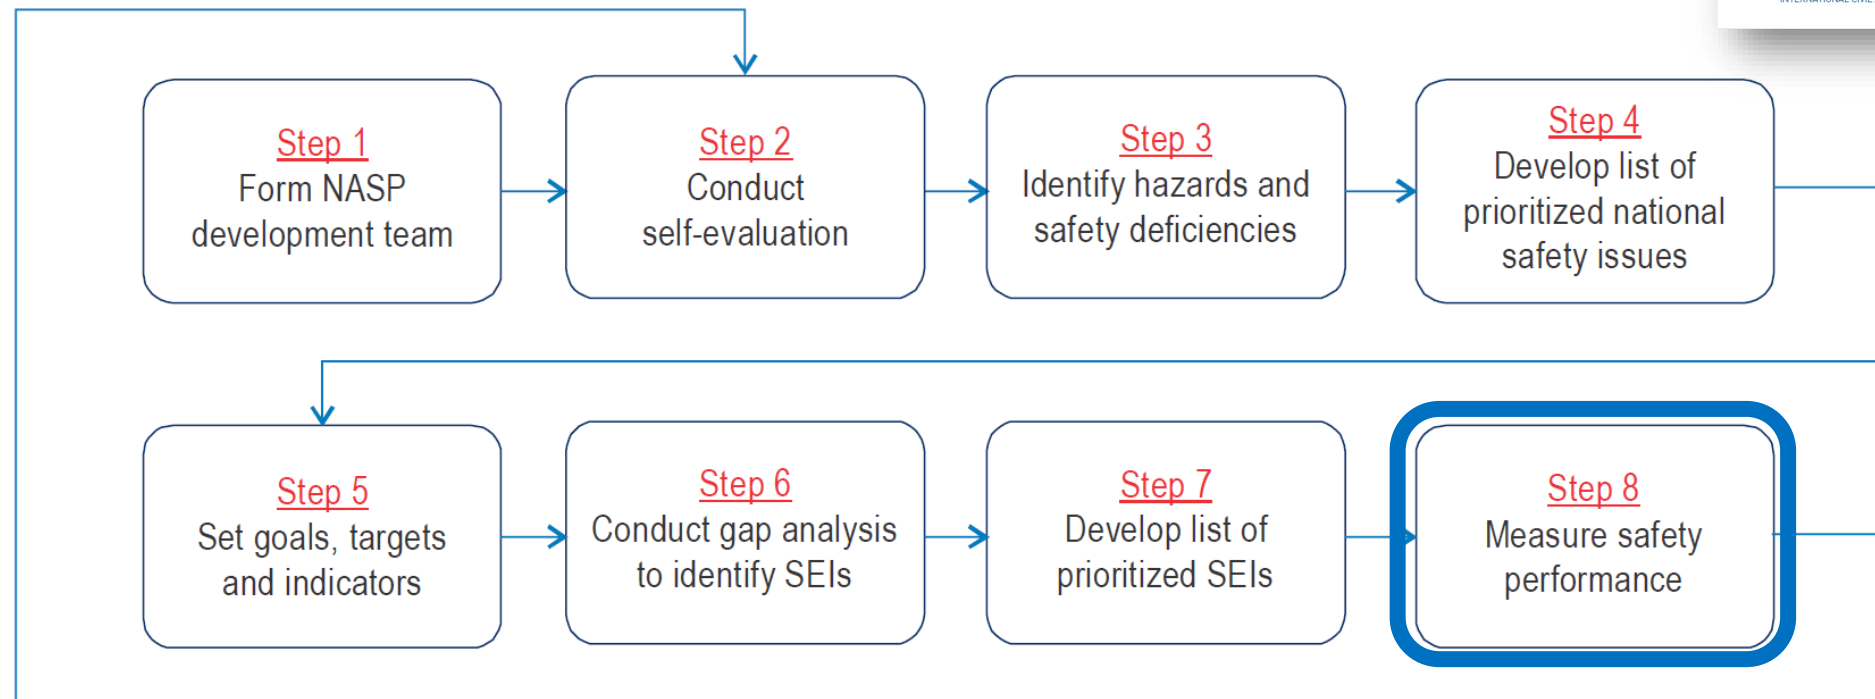 INTERNATIONAL CIVIL
Step 1
Form NASP
development team
Step 2
Conduct
self-evaluation
Step 3
Identify hazards and
safety deficiencies
Step 4
Develop list of
prioritized national
safety issues
Step 5
Set goals, targets
and indicators
Step 6
Conduct gap analysis
to identify SEIs
Step 7
Develop list of
prioritized SEIs
Step 8
Measure safety
performance